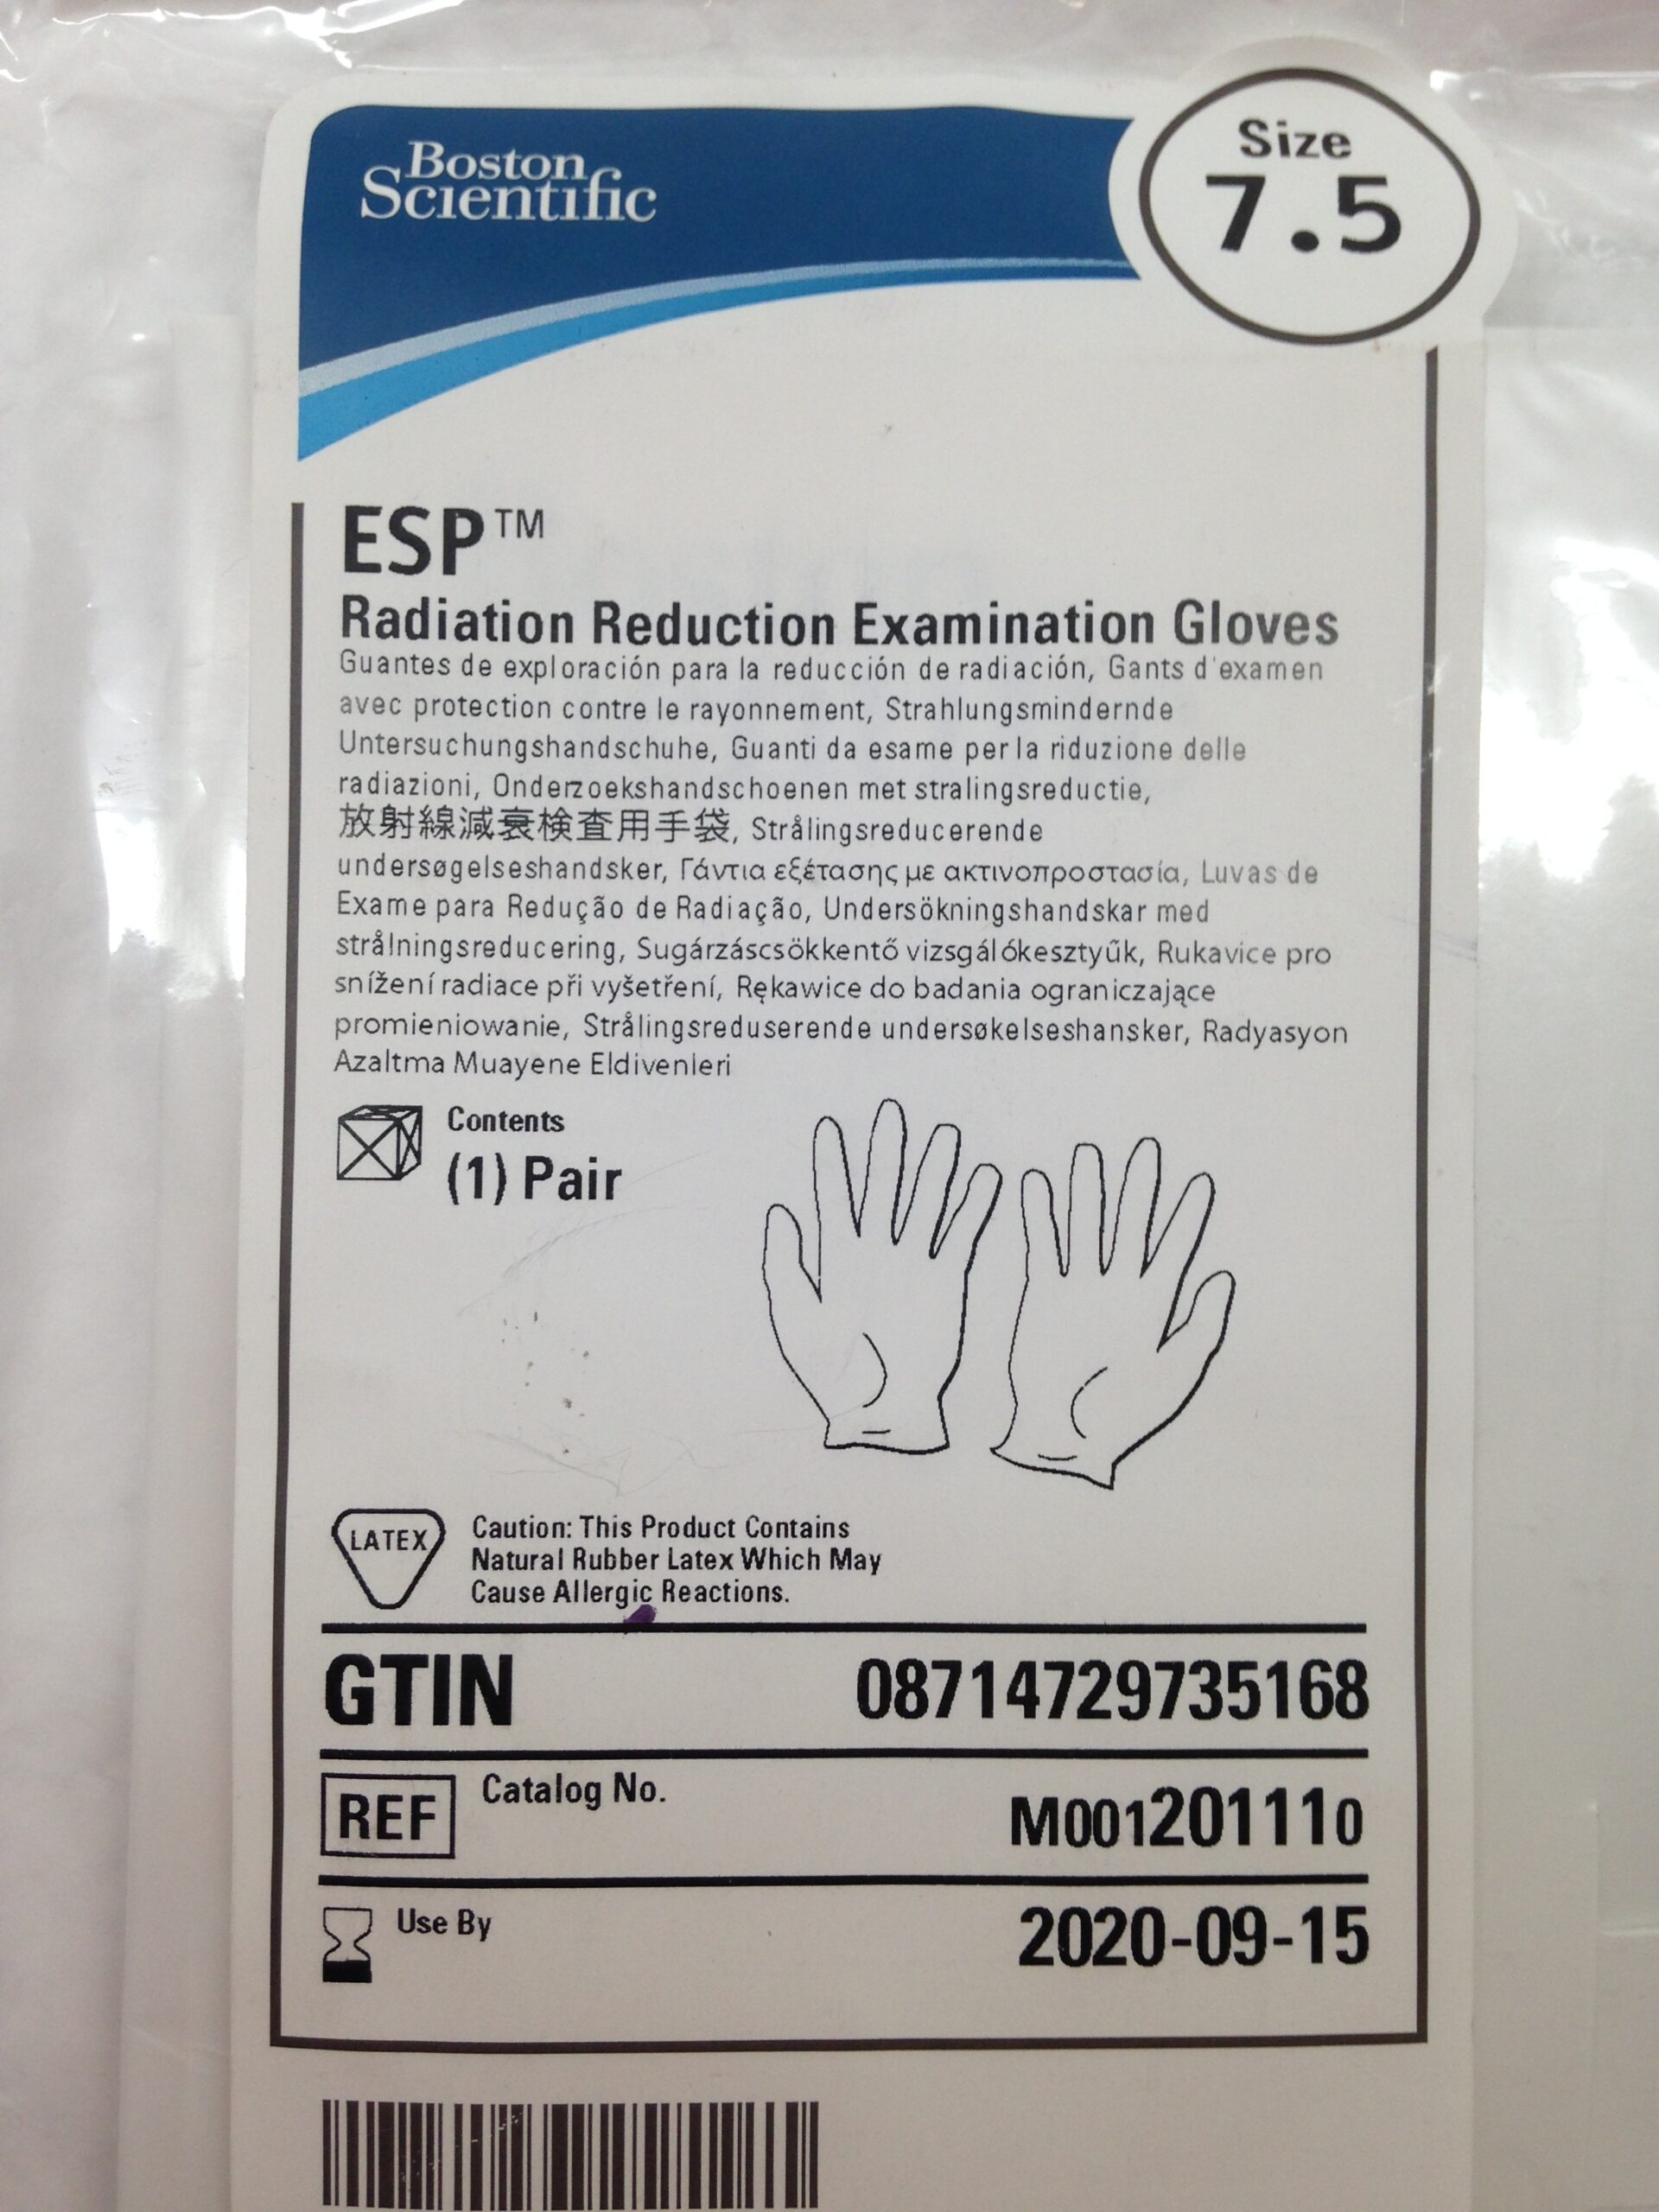 Boston
Scientific
Size
7.5
ESP™
Radiation Reduction Examination Gloves
Guantes de exploración para la reducción de radiación, Gants d'examen
avec protection contre le rayonnement, Strahlungsmindernde
Untersuchungshandschuhe, Guanti da esame per la riduzione delle
radiazioni, Onderzoekshandschoenen met stralingsreductie,
放射線減衰検査用手袋, Strålingsreducerende
undersøgelseshandsker, Γάντια εξέτασης με ακτινοπροστασία, Luvas de
Exame para Redução de Radiação, Undersökningshandskar med
strålningsreducering, Sugárzáscsökkentő vizsgálókesztyűk, Rukavice pro
snížení radiace při vyšetření, Rękawice do badania ograniczające
promieniowanie, Strålingsreduserende undersøkelseshansker, Radyasyon
Azaltma Muayene Eldivenleri
Contents
(1) Pair
LATEX
Caution: This Product Contains
Natural Rubber Latex Which May
Cause Allergic Reactions.
GTIN 08714729735168
REF Catalog No. M001201110
Use By 2020-09-15